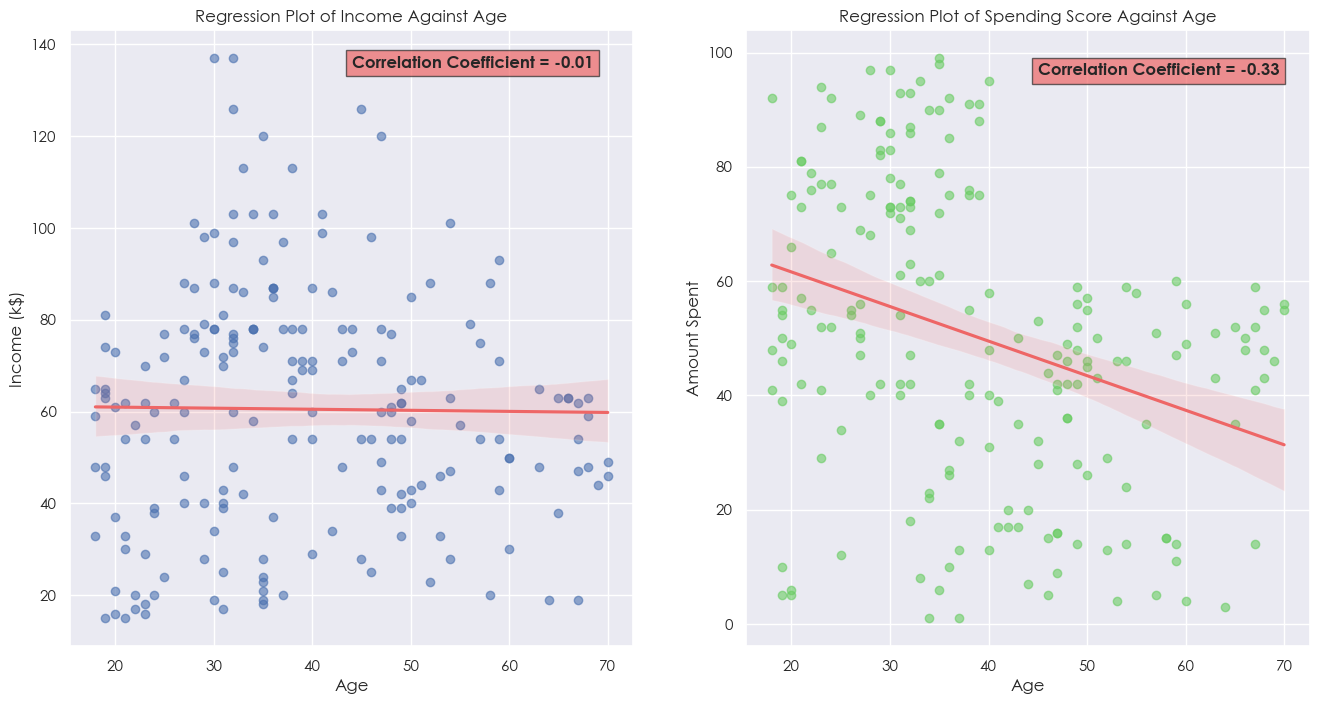 Regression Plot of Income Against Age
Correlation Coefficient = -0.01
Income (k$)
140
120
100
80
60
40
20
20 30 40 50 60 70
Age
Regression Plot of Spending Score Against Age
Correlation Coefficient = -0.33
Amount Spent
100
80
60
40
20
0
20 30 40 50 60 70
Age